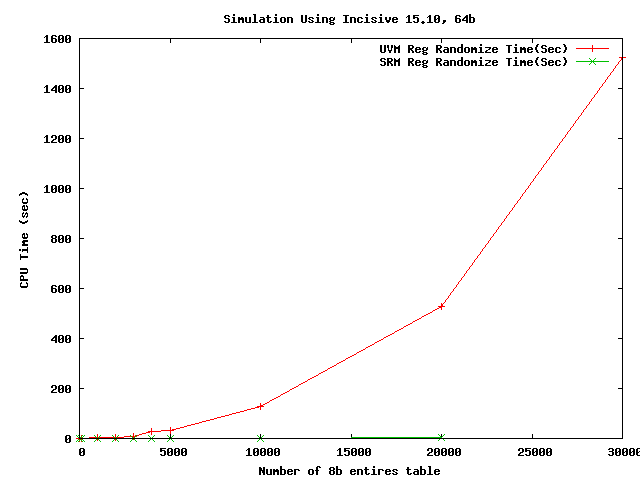 Simulation Using Incisive 15.10, 64b
UVM Reg Randomize Time(Sec)
SRM Reg Randomize Time(Sec)
1600
1400
1200
1000
800
600
400
200
0
CPU Time (sec)
0 5000 10000 15000 20000 25000 30000
Number of 8b entires table